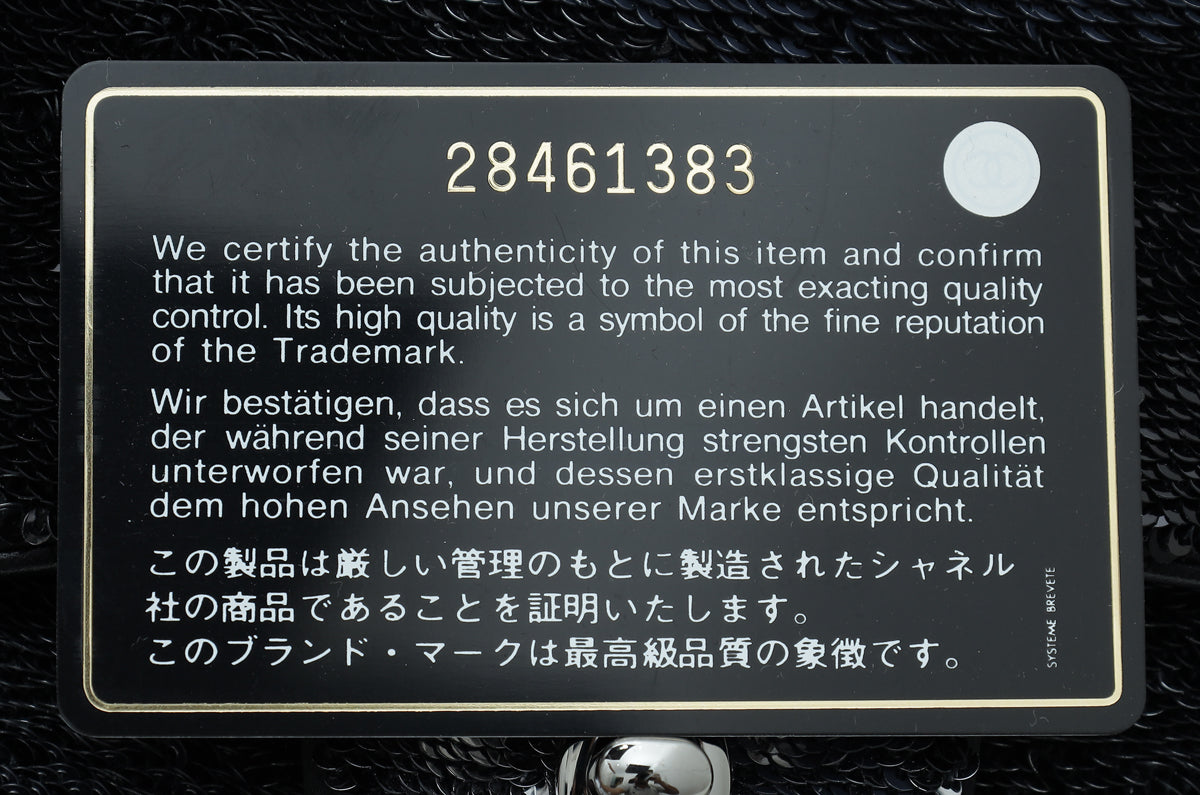 28461383
We certify the authenticity of this item and confirm
that it has been subjected to the most exacting quality
control. Its high quality is a symbol of the fine reputation
of the Trademark.
Wir bestätigen, dass es sich um einen Artikel handelt,
der während seiner Herstellung strengsten Kontrollen
unterworfen war, und dessen erstklassige Qualität
dem hohen Ansehen unserer Marke entspricht.
この製品は厳しい管理のもとに製造されたシャネル
社の商品であることを証明いたします。
このブランド・マークは最高級品質の象徴です。
SYSTEME BREVETE